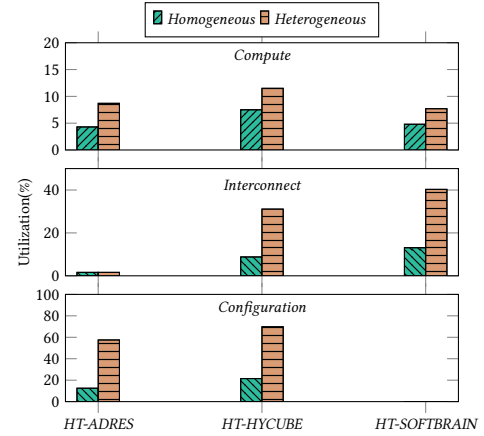 Homogeneous Heterogeneous
Compute
20
15
10
5
0
Interconnect
40
20
0
Utilization(%)
Configuration
100
80
60
40
20
0
HT-ADRES HT-HYCUBE HT-SOFTBRAIN